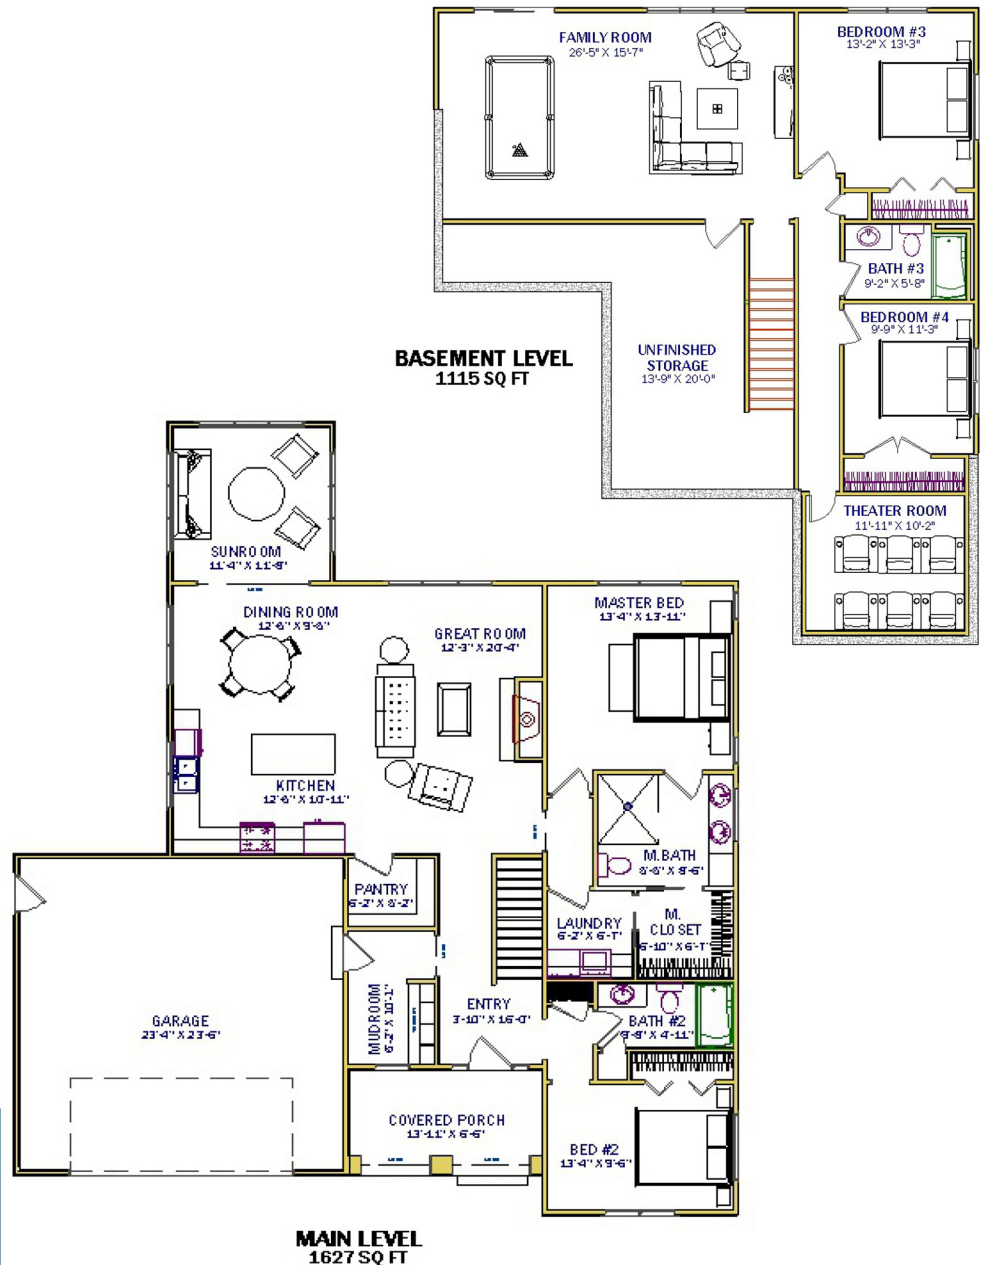 FAMILY ROOM
26'-5" X 15'-7"
BEDROOM #3
13'-2" X 13'-3"
BATH #3
9'-2" X 5'-8"
BEDROOM #4
9'-9" X 11'-3"
UNFINISHED
STORAGE
13'-9" X 20'-0"
BASEMENT LEVEL
1115 SQ FT
THEATER ROOM
11'-11" X 10'-2"
SUNROOM
11'-4" X 11'-8"
DINING ROOM
12'-6" X 9'-6"
GREAT ROOM
12'-3" X 20'-4"
MASTER BED
13'-4" X 13'-11"
KITCHEN
12'-6" X 10'-11"
M.BATH
8'-8" X 8'-6"
PANTRY
6'-2" X 5'-2"
LAUNDRY
6'-2" X 6'-7"
M.
CLOSET
6'-10" X 6'-7"
ENTRY
3'-10" X 16'-0"
MUDROOM
6'-2" X 10'-1"
BATH #2
9'-8" X 4'-11"
GARAGE
23'-4" X 23'-6"
COVERED PORCH
13'-11" X 6'-6"
BED #2
13'-4" X 9'-6"
MAIN LEVEL
1627 SQ FT